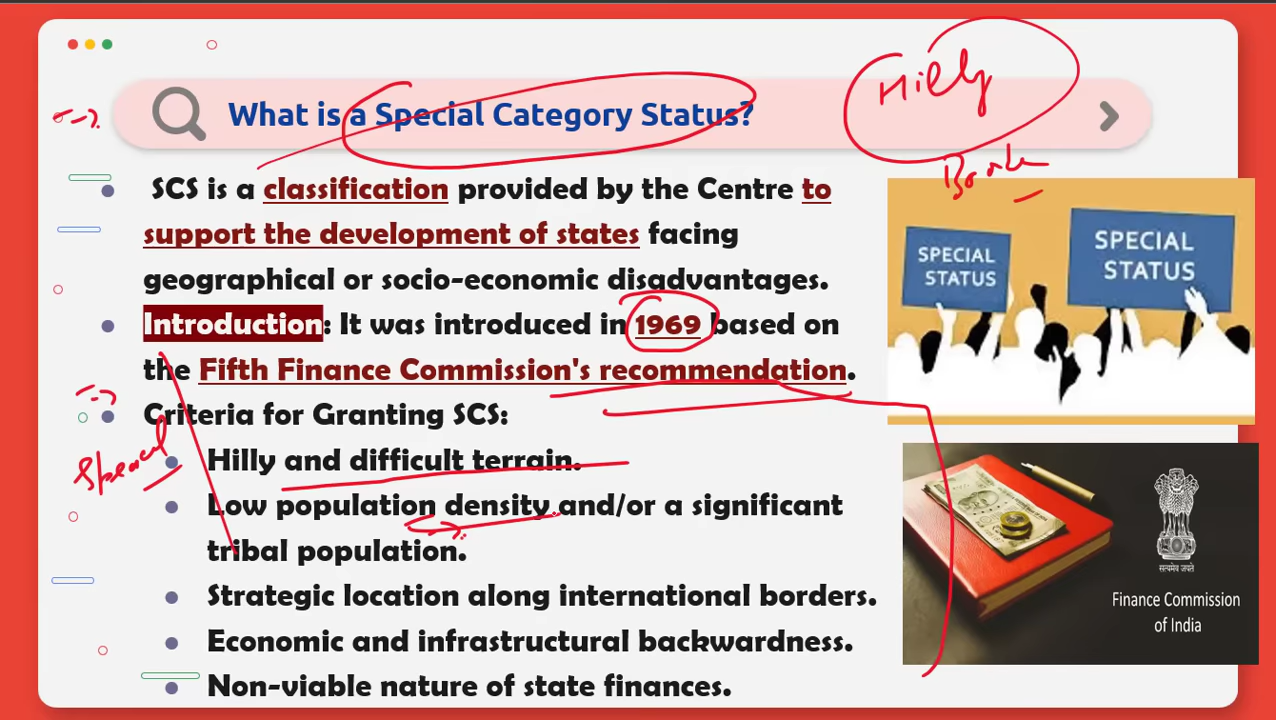 Hilly
What is a Special Category Status?
SCS is a classification provided by the Centre to
support the development of states facing
geographical or socio-economic disadvantages.
Introduction: It was introduced in 1969 based on
the Fifth Finance Commission's recommendation.
Criteria for Granting SCS:
Hilly and difficult terrain.
Low population density and/or a significant
tribal population.
Strategic location along international borders.
Economic and infrastructural backwardness.
Non-viable nature of state finances.
SPECIAL
STATUS
SPECIAL
STATUS
सत्यमेव जयते
Finance Commission
of India